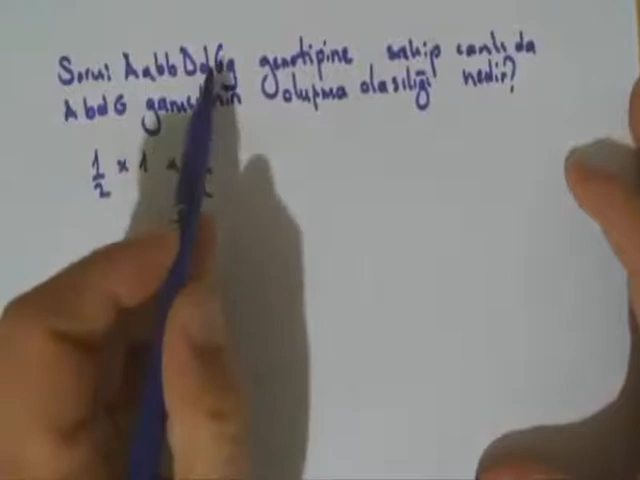 Soru: AabbDdGg genotipine sahip canlıda
AbdG gametinin oluşma olasılığı nedir?
1/2 x 1 x